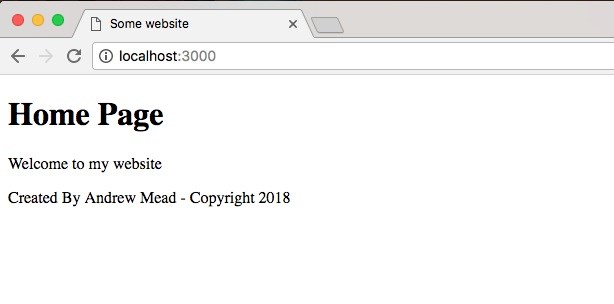 Some website
localhost:3000
Home Page
Welcome to my website
Created By Andrew Mead - Copyright 2018